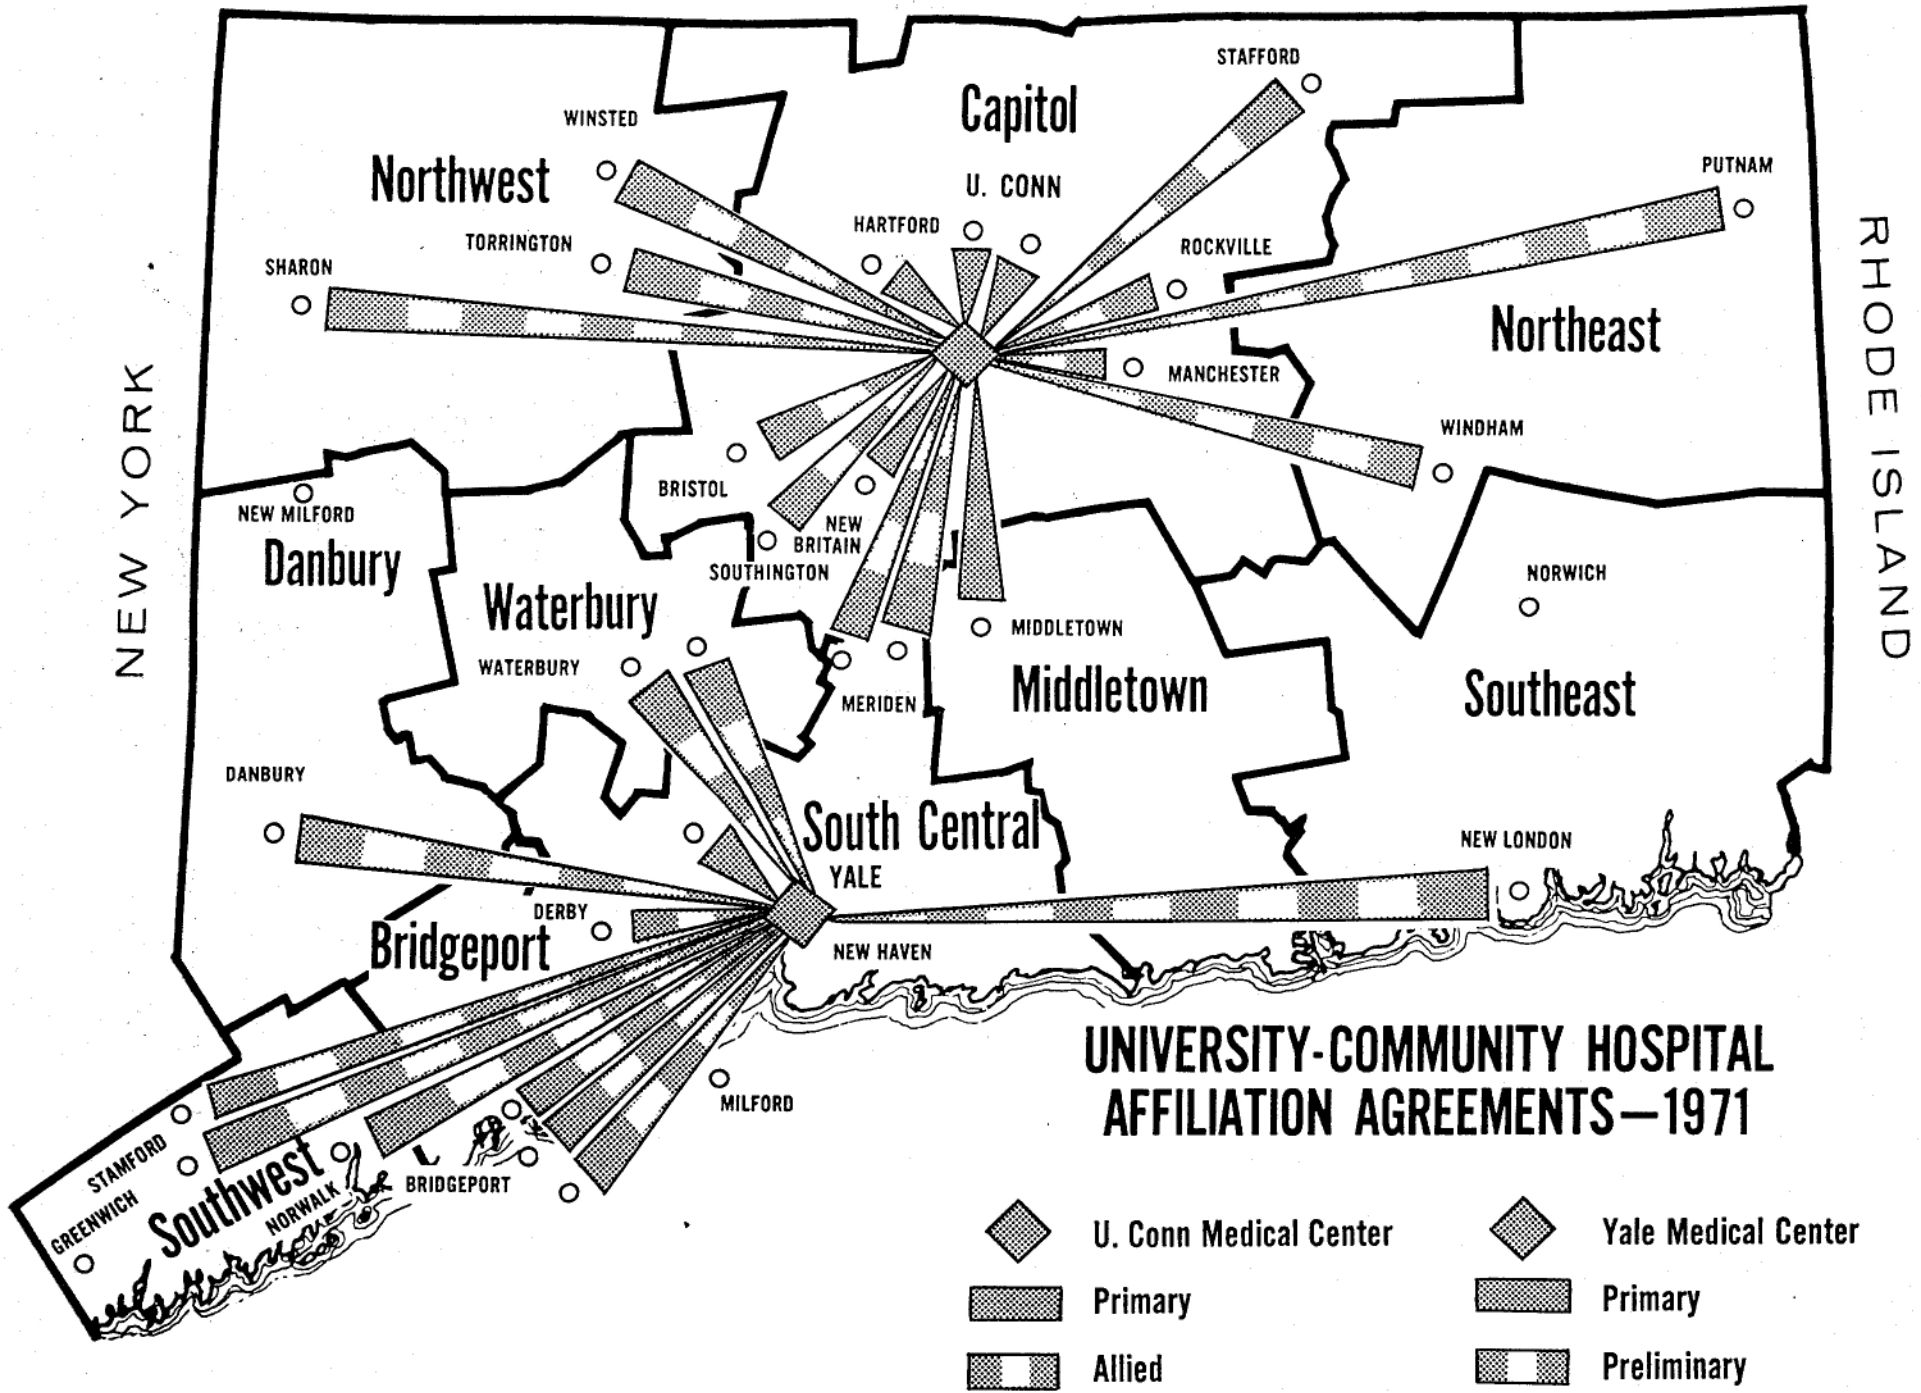 STAFFORD
Capitol
WINSTED
Northwest
PUTNAM
U. CONN
HARTFORD
TORRINGTON
ROCKVILLE
SHARON
RHODE ISLAND
Northeast
NEW YORK
MANCHESTER
WINDHAM
BRISTOL
NEW MILFORD
NEW
BRITAIN
Danbury
SOUTHINGTON
NORWICH
Waterbury
MIDDLETOWN
WATERBURY
Middletown
Southeast
MERIDEN
DANBURY
South Central
NEW LONDON
YALE
DERBY
Bridgeport
NEW HAVEN
MILFORD
STAMFORD
GREENWICH
Southwest
NORWALK
BRIDGEPORT
UNIVERSITY-COMMUNITY HOSPITAL
AFFILIATION AGREEMENTS—1971
U. Conn Medical Center
Yale Medical Center
Primary
Primary
Allied
Preliminary